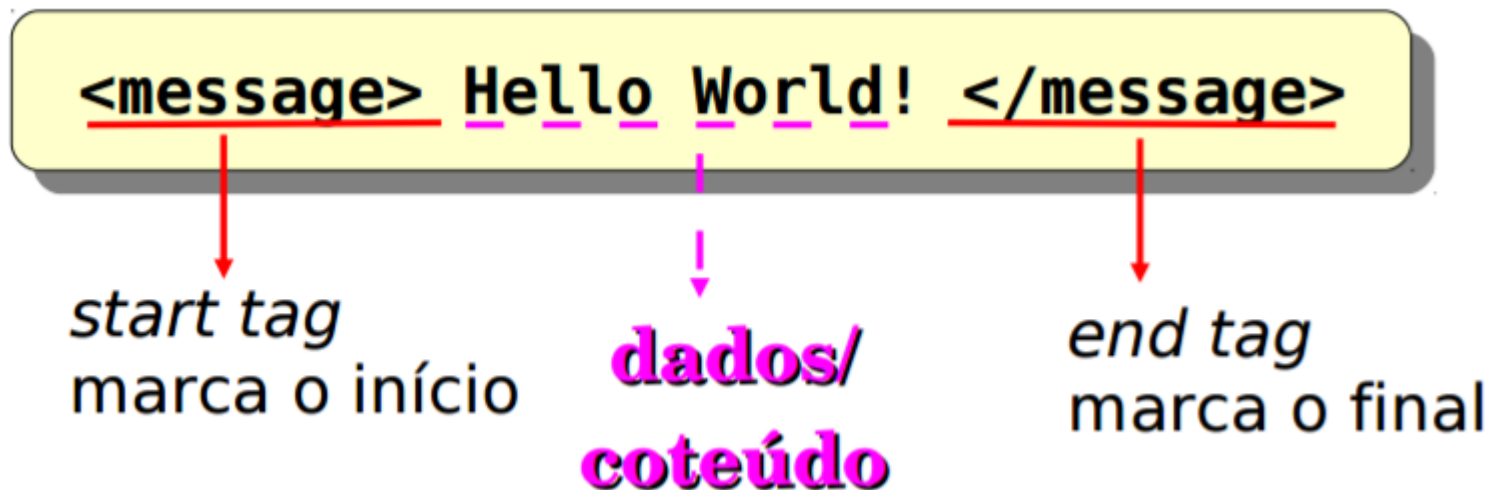 <message> Hello World! </message>
start tag
marca o início
dados/
coteúdo
end tag
marca o final